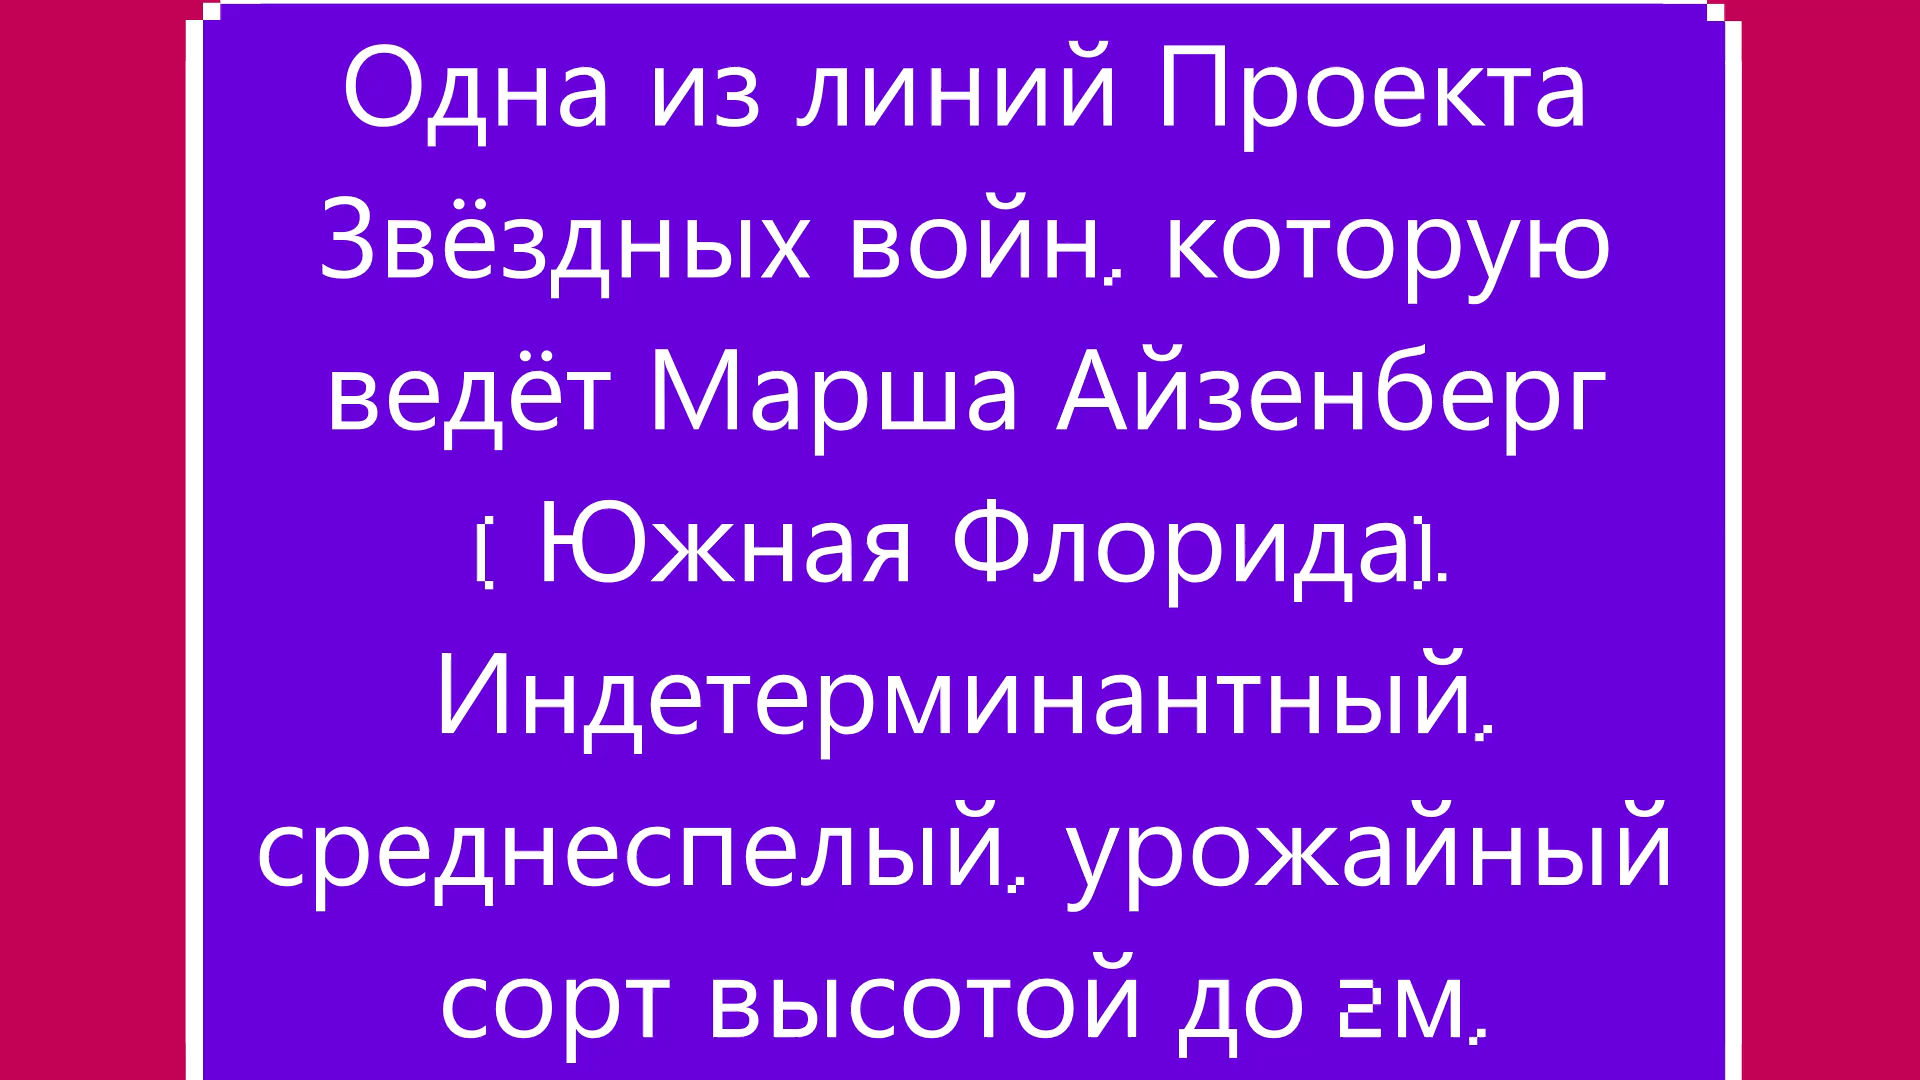 Одна из линий Проекта
Звёздных войн, которую
ведёт Марша Айзенберг
( Южная Флорида).
Индетерминантный,
среднеспелый, урожайный
сорт высотой до 2м,